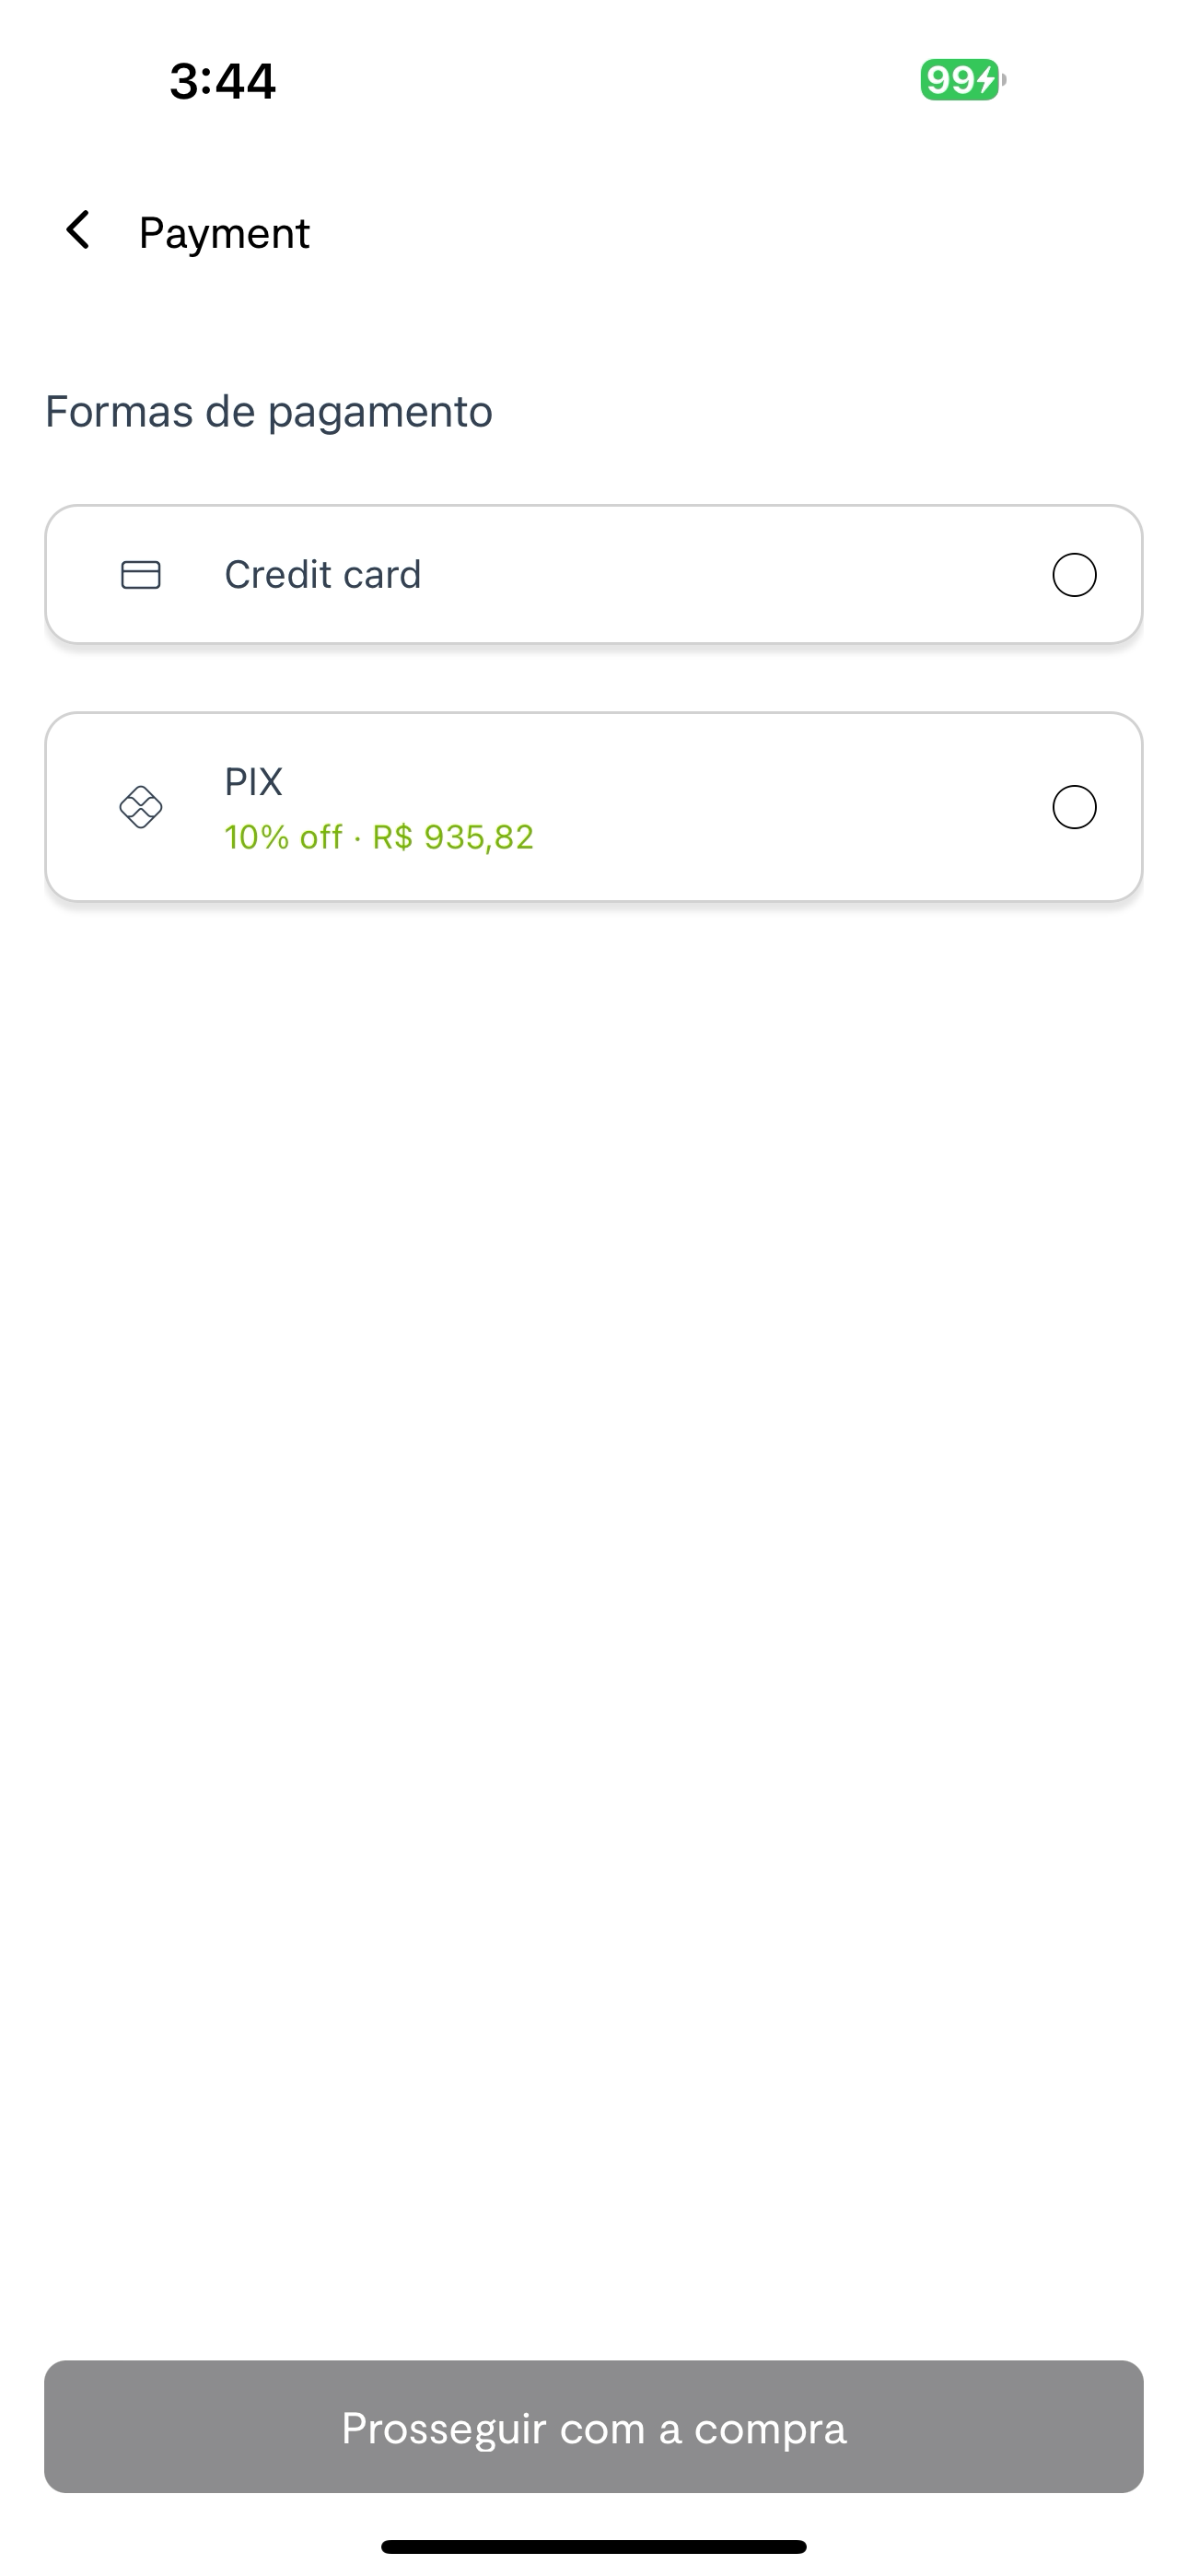 3:44
99
Payment
Formas de pagamento
Credit card
PIX
10% off · R$ 935,82
Prosseguir com a compra